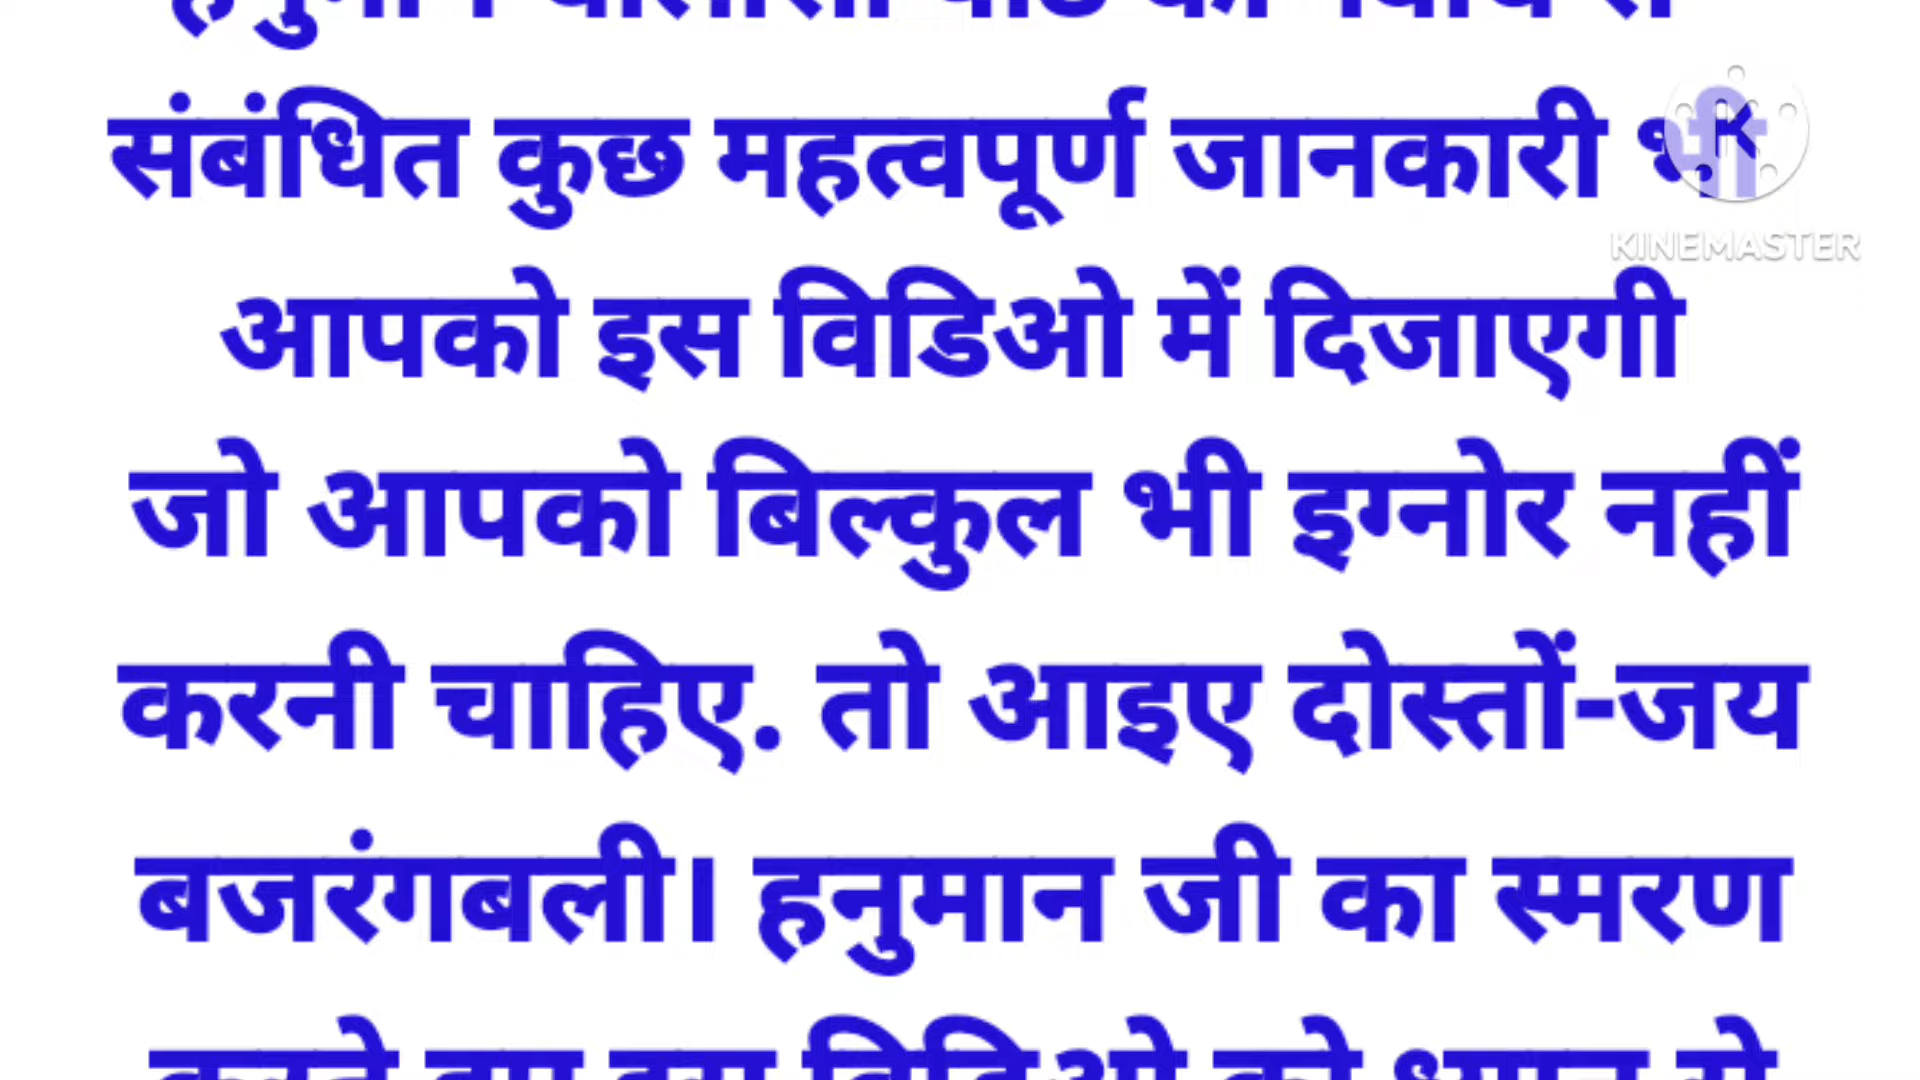 संबंधित कुछ महत्वपूर्ण जानकारी भी
KINEMASTER
आपको इस विडिओ में दिजाएगी
जो आपको बिल्कुल भी इग्नोर नहीं
करनी चाहिए. तो आइए दोस्तों-जय
बजरंगबली। हनुमान जी का स्मरण